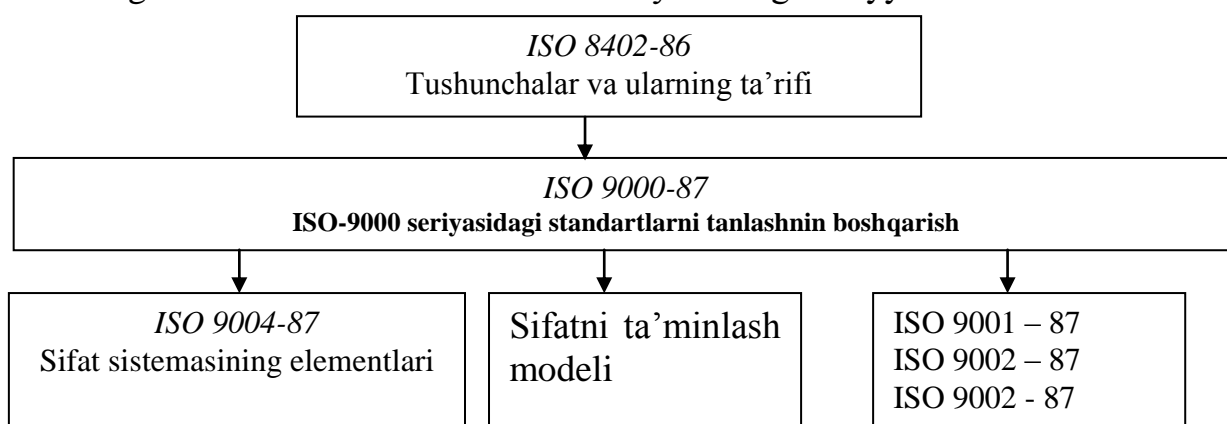 ISO 8402-86
Tushunchalar va ularning ta’rifi
ISO 9000-87
ISO-9000 seriyasidagi standartlarni tanlashnin boshqarish
ISO 9004-87
Sifat sistemasining elementlari
Sifatni ta’minlash
modeli
ISO 9001 – 87
ISO 9002 – 87
ISO 9002 - 87